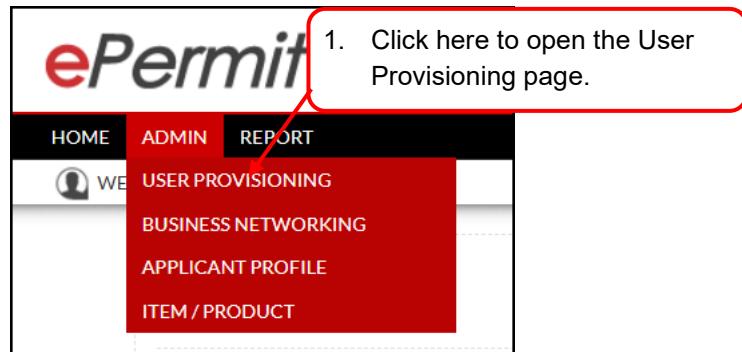 ePermit
1. Click here to open the User
Provisioning page.
HOME ADMIN REPORT
WE
USER PROVISIONING
BUSINESS NETWORKING
APPLICANT PROFILE
ITEM / PRODUCT